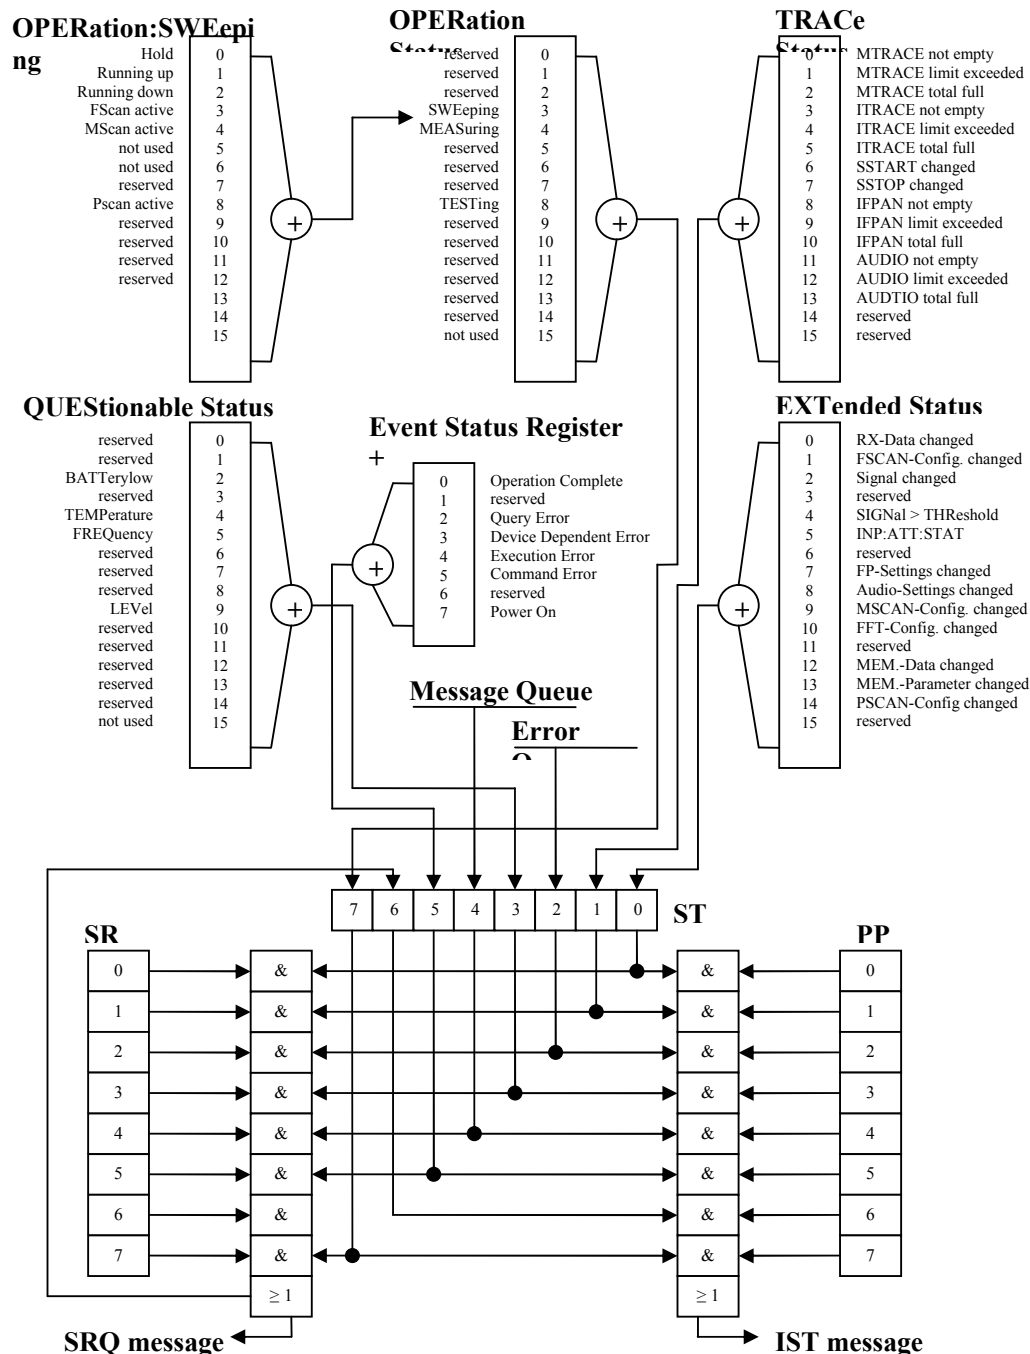 OPERation:SWEepi
ng
Hold 0
Running up 1
Running down 2
FScan active 3
MScan active 4
not used 5
not used 6
reserved 7
Pscan active 8
reserved 9
reserved 10
reserved 11
reserved 12
13
14
15
+
OPERation
Status
reserved 0
reserved 1
reserved 2
SWEeping 3
MEASuring 4
reserved 5
reserved 6
reserved 7
TESTing 8
reserved 9
reserved 10
reserved 11
reserved 12
reserved 13
reserved 14
not used 15
+
TRACe
Status
0 MTRACE not empty
1 MTRACE limit exceeded
2 MTRACE total full
3 ITRACE not empty
4 ITRACE limit exceeded
5 ITRACE total full
6 SSTART changed
7 SSTOP changed
8 IFPAN not empty
9 IFPAN limit exceeded
10 IFPAN total full
11 AUDIO not empty
12 AUDIO limit exceeded
13 AUDTIO total full
14 reserved
15 reserved
+
QUEStionable Status
reserved 0
reserved 1
BATTerylow 2
reserved 3
TEMPerature 4
FREQuency 5
reserved 6
reserved 7
reserved 8
LEVel 9
reserved 10
reserved 11
reserved 12
reserved 13
reserved 14
not used 15
+
Event Status Register
+
0 Operation Complete
1 reserved
2 Query Error
3 Device Dependent Error
4 Execution Error
5 Command Error
6 reserved
7 Power On
+
EXTended Status
0 RX-Data changed
1 FSCAN-Config. changed
2 Signal changed
3 reserved
4 SIGNal > THReshold
5 INP:ATT:STAT
6 reserved
7 FP-Settings changed
8 Audio-Settings changed
9 MSCAN-Config. changed
10 FFT-Config. changed
11 reserved
12 MEM.-Data changed
13 MEM.-Parameter changed
14 PSCAN-Config changed
15 reserved
+
Message Queue
Error
7 6 5 4 3 2 1 0 ST
SR PP
0 & & 0
1 & & 1
2 & & 2
3 & & 3
4 & & 4
5 & & 5
6 & & 6
7 & & 7
≥ 1 ≥ 1
SRQ message IST message